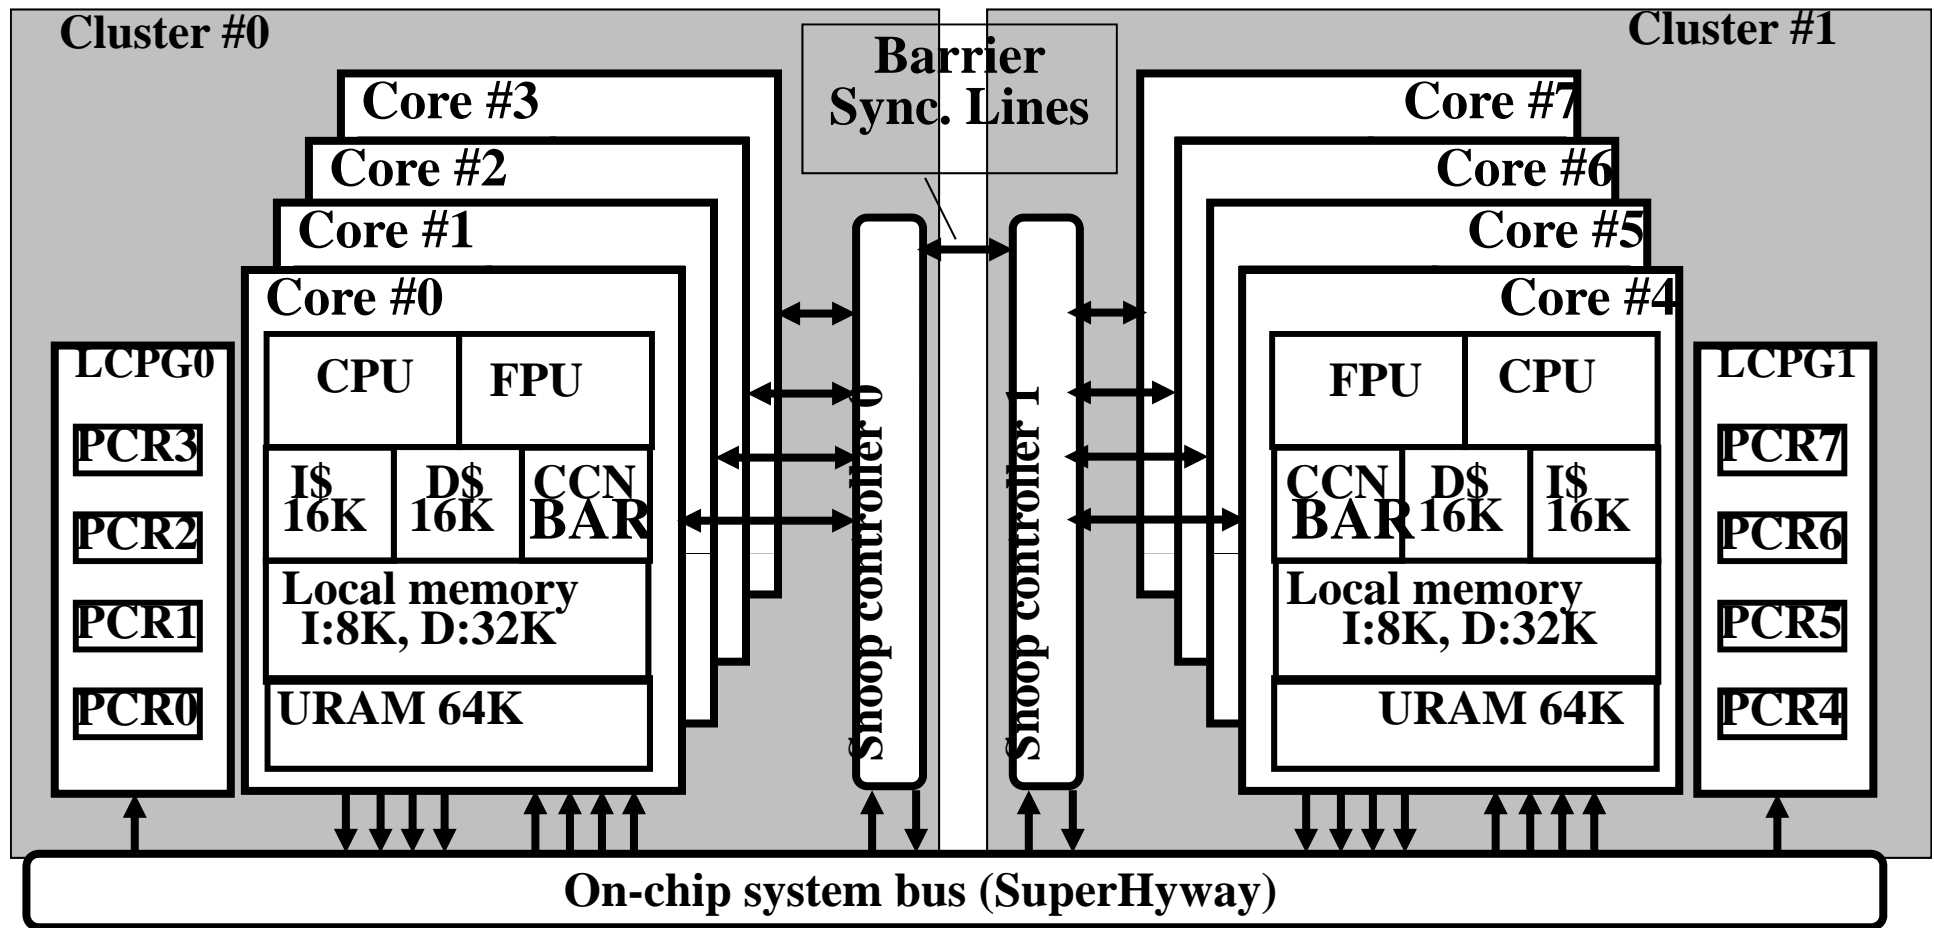 Cluster #0
Barrier
Sync. Lines
Cluster #1
Core #3
Core #2
Core #1
Core #0
CPU
FPU
I$
16K
D$
16K
CCN
BAR
Local memory
I:8K, D:32K
URAM 64K
LCPG0
PCR3
PCR2
PCR1
PCR0
Snoop controller 0
Snoop controller 1
Core #7
Core #6
Core #5
Core #4
FPU
CPU
CCN
BAR
D$
16K
I$
16K
Local memory
I:8K, D:32K
URAM 64K
LCPG1
PCR7
PCR6
PCR5
PCR4
On-chip system bus (SuperHyway)